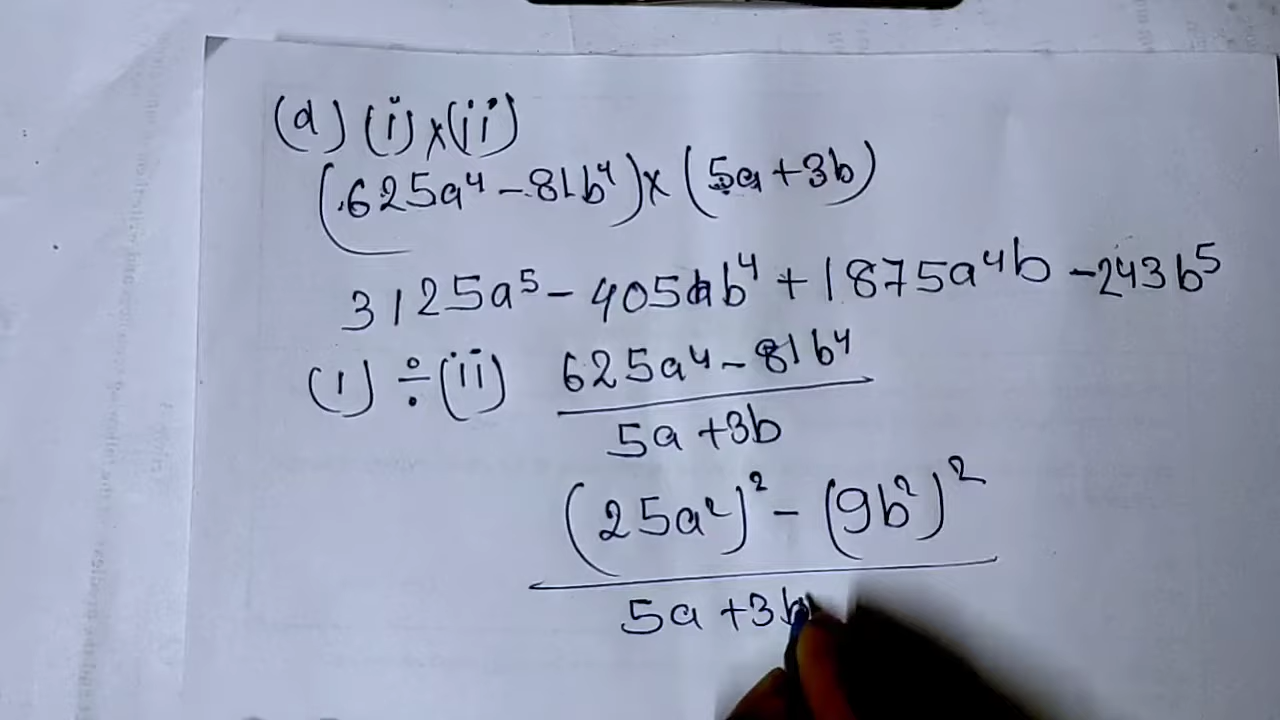 (d) (i) × (ii)
(625a⁴ - 81b⁴) × (5a + 3b)
3125a⁵ - 405ab⁴ + 1875a⁴b - 243b⁵
(i) ÷ (ii) 625a⁴ - 81b⁴
5a + 3b
(25a²)² - (9b²)²
5a + 3b